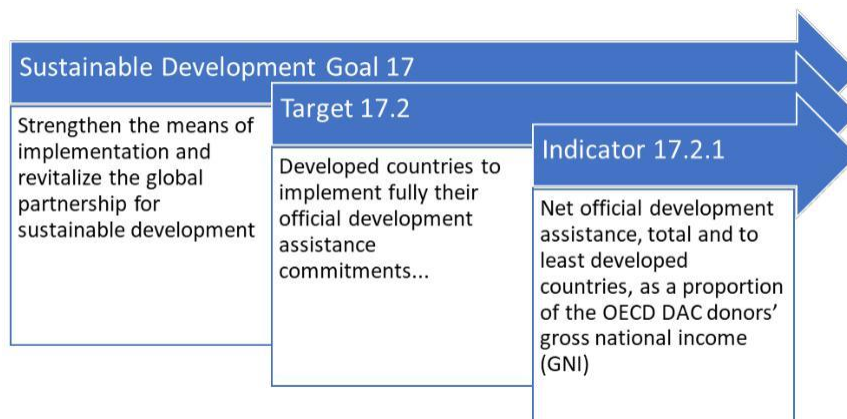 Sustainable Development Goal 17
Strengthen the means of
implementation and
revitalize the global
partnership for
sustainable development
Target 17.2
Developed countries to
implement fully their
official development
assistance
commitments...
Indicator 17.2.1
Net official development
assistance, total and to
least developed
countries, as a proportion
of the OECD DAC donors’
gross national income
(GNI)